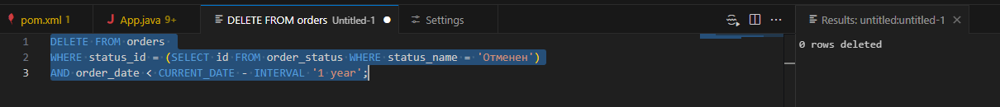 pom.xml 1
App.java 9+
DELETE FROM orders Untitled-1
Settings
Results: untitled:untitled-1
1 DELETE FROM orders
2 WHERE status_id = (SELECT id FROM order_status WHERE status_name = 'Отменен')
3 AND order_date < CURRENT_DATE - INTERVAL '1 year';
0 rows deleted